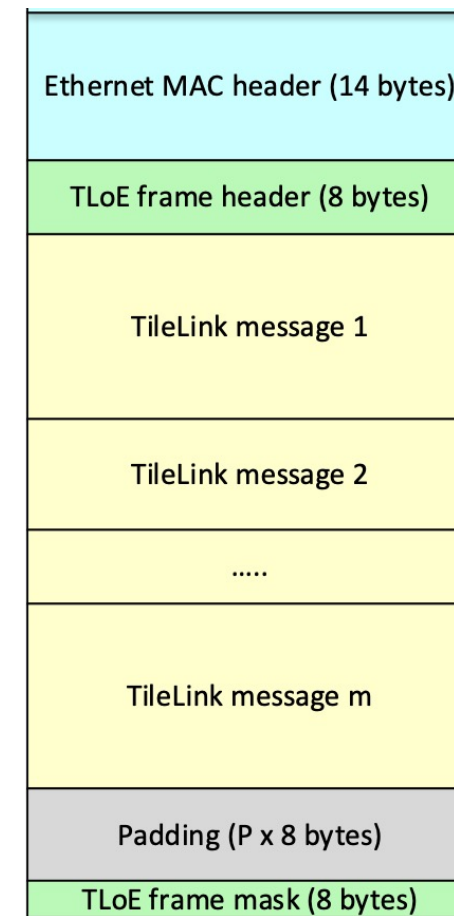 Ethernet MAC header (14 bytes)
TLoE frame header (8 bytes)
TileLink message 1
TileLink message 2
.....
TileLink message m
Padding (P x 8 bytes)
TLoE frame mask (8 bytes)